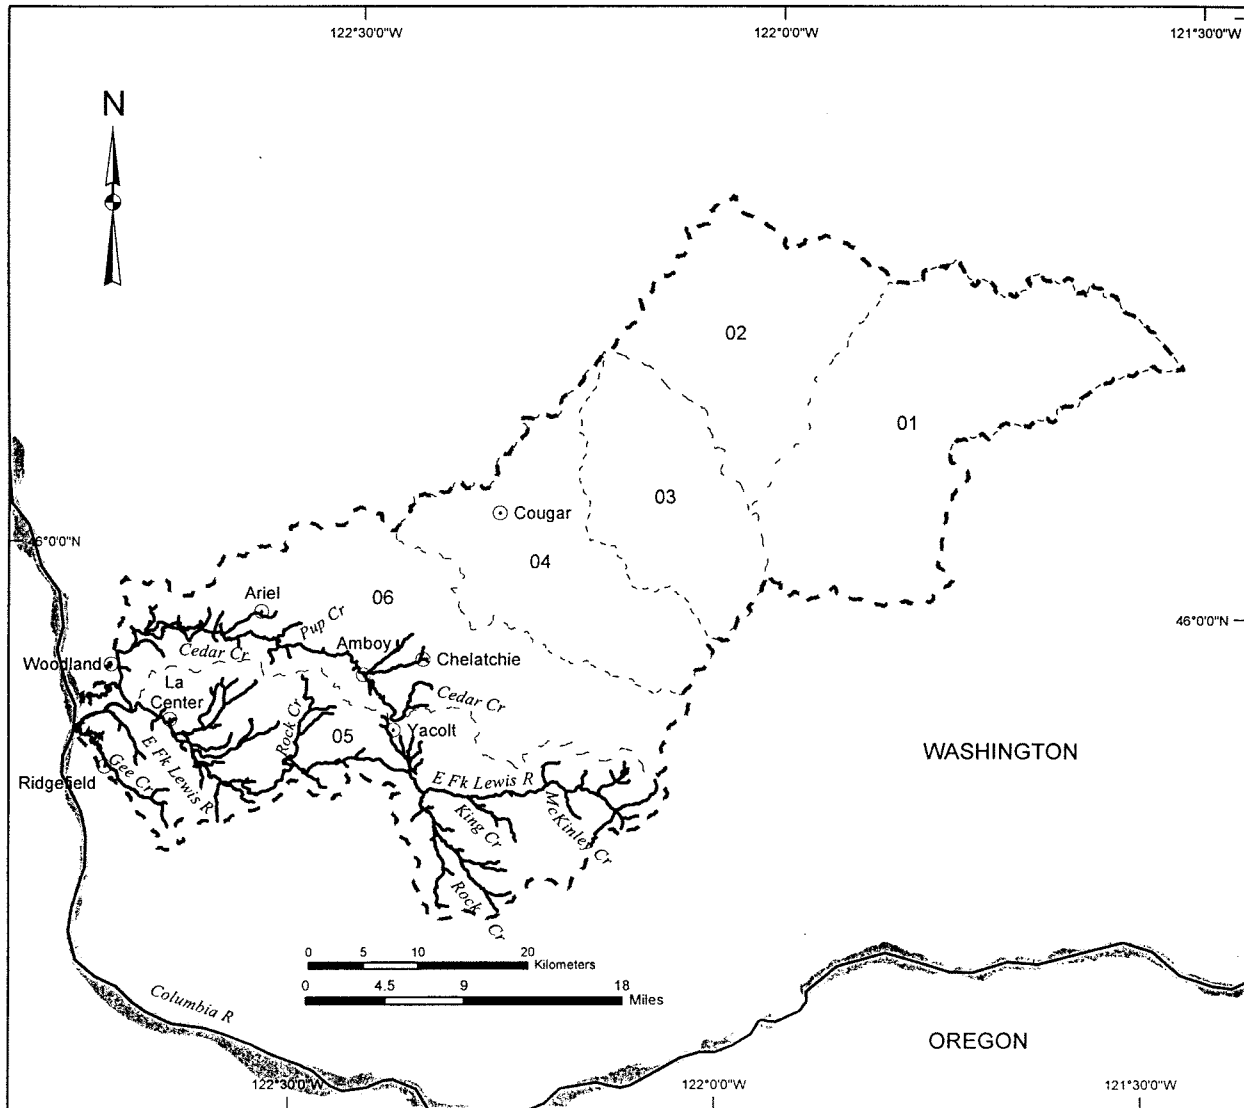 122°30'0"W
122°0'0"W
121°30'0"W
N
02
01
03
Cougar
46°0'0"N
04
Ariel
06
Pup Cr
46°0'0"N
Amboy
Cedar Cr
Woodland
Chelatchie
La
Center
Cedar Cr
Rock Cr
05
Yacolt
E Fk Lewis R
WASHINGTON
Gee Cr
Ridgefield
E Fk Lewis R
King Cr
McKinley Cr
Rock Cr
0 5 10 20
Kilometers
0 4.5 9 18
Miles
Columbia R
OREGON
122°30'0"W
122°0'0"W
121°30'0"W